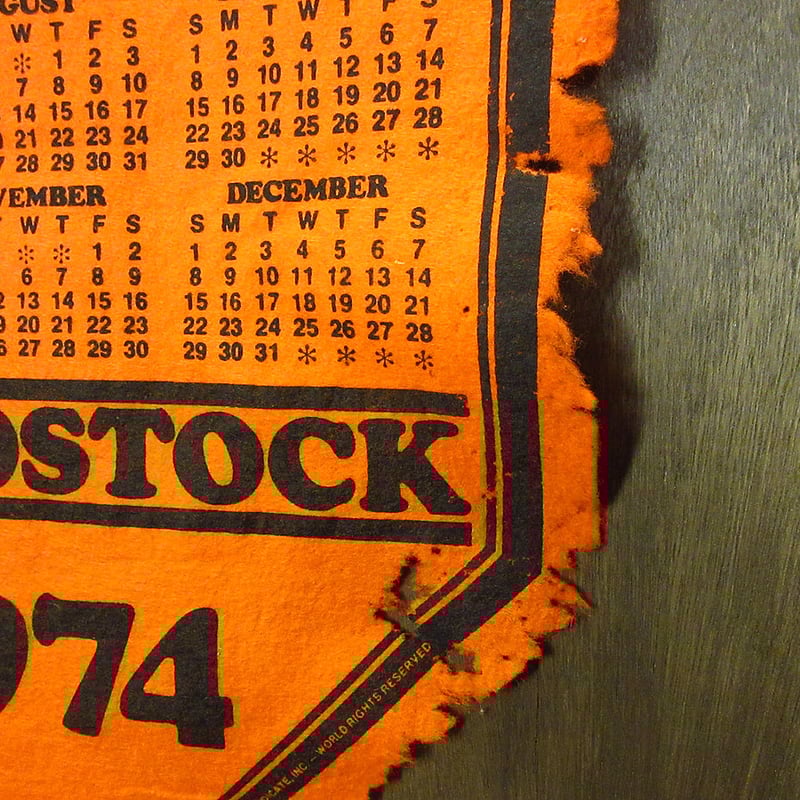 GUST
W T F S S M T W T F S
* 1 2 3 1 2 3 4 5 6 7
7 8 9 10 8 9 10 11 12 13 14
14 15 16 17 15 16 17 18 19 20 21
21 22 23 24 22 23 24 25 26 27 28
28 29 30 31 29 30 * * * * *
VEMBER DECEMBER
W T F S S M T W T F S
* * 1 2 1 2 3 4 5 6 7
6 7 8 9 8 9 10 11 12 13 14
13 14 15 16 15 16 17 18 19 20 21
20 21 22 23 22 23 24 25 26 27 28
27 28 29 30 29 30 31 * * * *
DSTOCK
974
DICATE, INC. – WORLD RIGHTS RESERVED